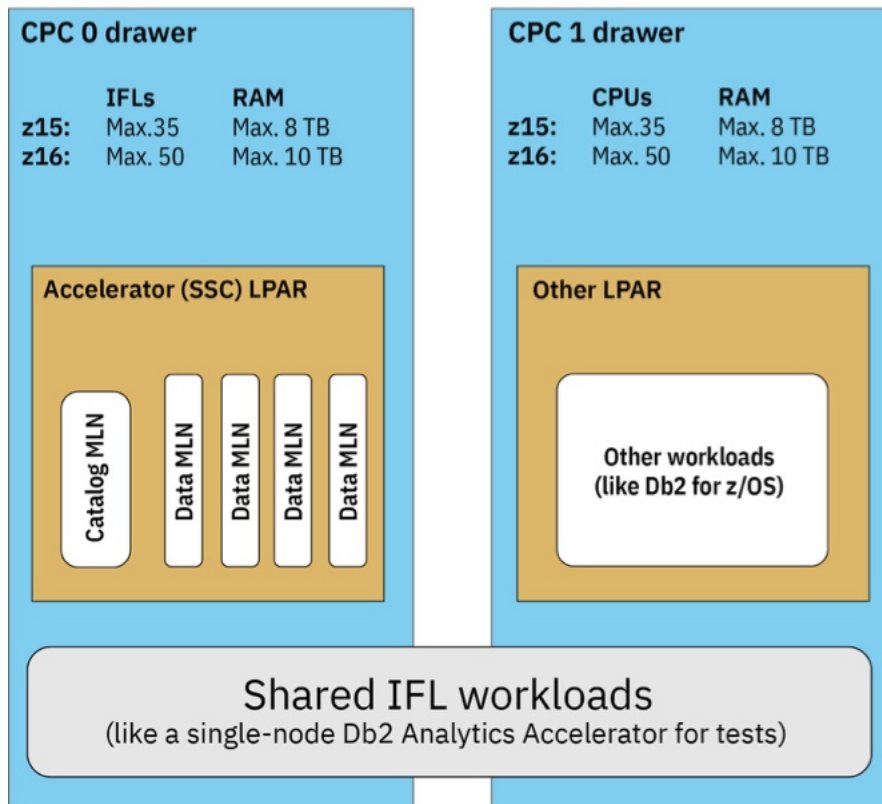 CPC 0 drawer
IFLs RAM
z15: Max.35 Max. 8 TB
z16: Max. 50 Max. 10 TB
Accelerator (SSC) LPAR
Catalog MLN
Data MLN
Data MLN
Data MLN
Data MLN
CPC 1 drawer
CPUs RAM
z15: Max.35 Max. 8 TB
z16: Max. 50 Max. 10 TB
Other LPAR
Other workloads
(like Db2 for z/OS)
Shared IFL workloads
(like a single-node Db2 Analytics Accelerator for tests)